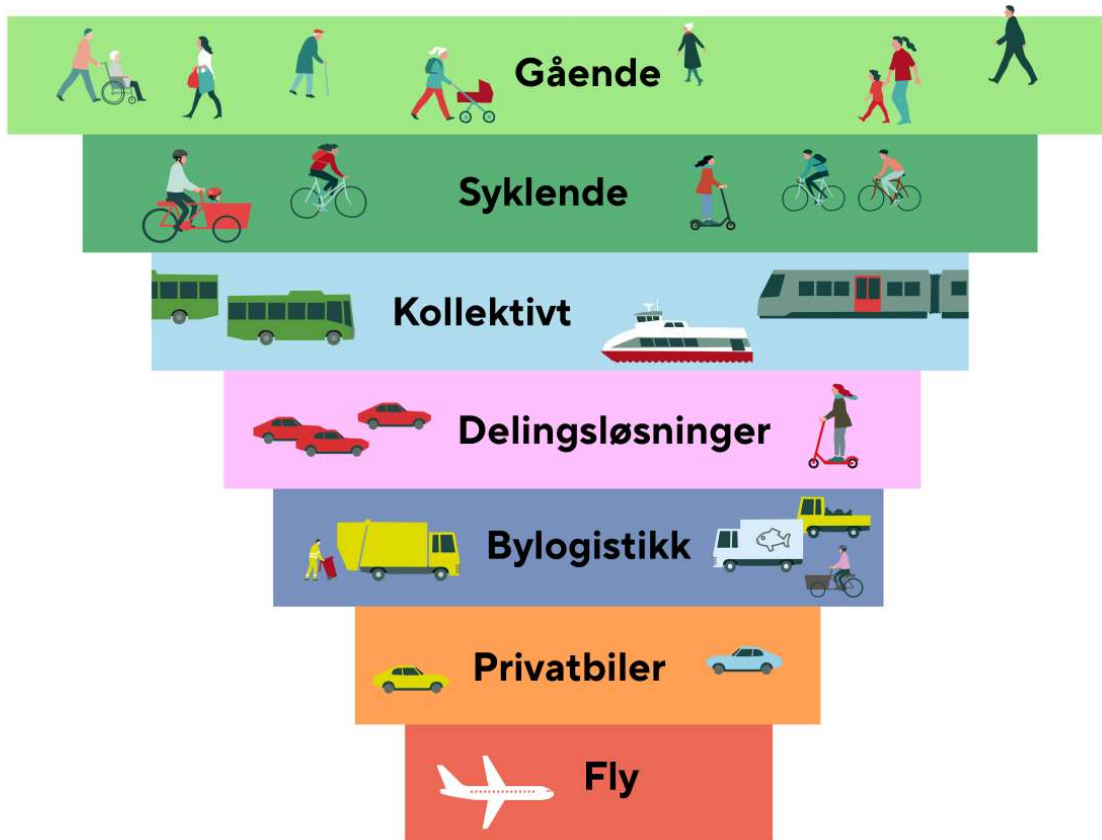 Gående
Syklende
Kollektivt
Delingsløsninger
Bylogistikk
Privatbiler
Fly